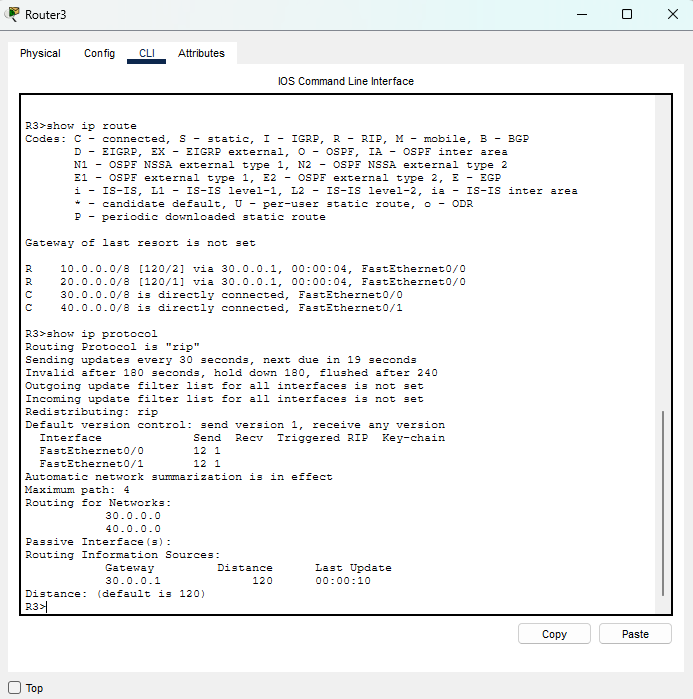 Router3
Physical Config CLI Attributes
IOS Command Line Interface
R3>show ip route
Codes: C - connected, S - static, I - IGRP, R - RIP, M - mobile, B - BGP
       D - EIGRP, EX - EIGRP external, O - OSPF, IA - OSPF inter area
       N1 - OSPF NSSA external type 1, N2 - OSPF NSSA external type 2
       E1 - OSPF external type 1, E2 - OSPF external type 2, E - EGP
       i - IS-IS, L1 - IS-IS level-1, L2 - IS-IS level-2, ia - IS-IS inter area
       * - candidate default, U - per-user static route, o - ODR
       P - periodic downloaded static route
Gateway of last resort is not set
R    10.0.0.0/8 [120/2] via 30.0.0.1, 00:00:04, FastEthernet0/0
R    20.0.0.0/8 [120/1] via 30.0.0.1, 00:00:04, FastEthernet0/0
C    30.0.0.0/8 is directly connected, FastEthernet0/0
C    40.0.0.0/8 is directly connected, FastEthernet0/1
R3>show ip protocol
Routing Protocol is "rip"
Sending updates every 30 seconds, next due in 19 seconds
Invalid after 180 seconds, hold down 180, flushed after 240
Outgoing update filter list for all interfaces is not set
Incoming update filter list for all interfaces is not set
Redistributing: rip
Default version control: send version 1, receive any version
  Interface             Send  Recv  Triggered RIP  Key-chain
  FastEthernet0/0       12 1
  FastEthernet0/1       12 1
Automatic network summarization is in effect
Maximum path: 4
Routing for Networks:
            30.0.0.0
            40.0.0.0
Passive Interface(s):
Routing Information Sources:
            Gateway         Distance      Last Update
            30.0.0.1             120      00:00:10
Distance: (default is 120)
R3>
Copy Paste
Top